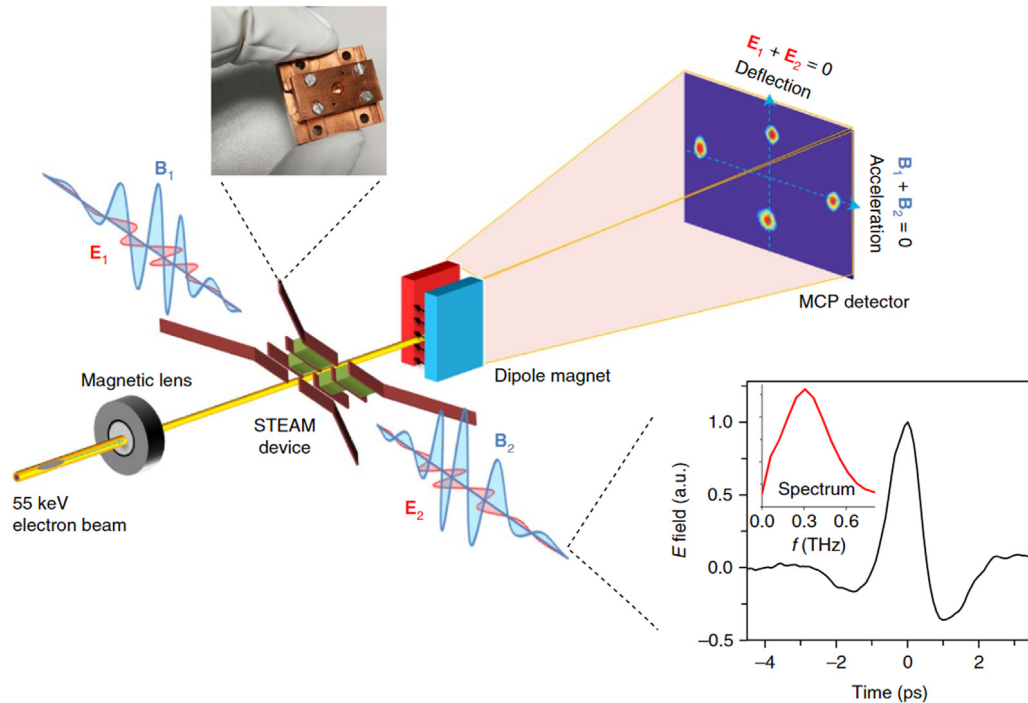 E1 + E2 = 0
Deflection
B1 + B2 = 0
Acceleration
MCP detector
B1
E1
Magnetic lens
STEAM
device
Dipole magnet
55 keV
electron beam
B2
E2
E field (a.u.)
1.0
0.5
0.0
−0.5
Spectrum
0.0 0.3 0.6
f (THz)
−4 −2 0 2
Time (ps)